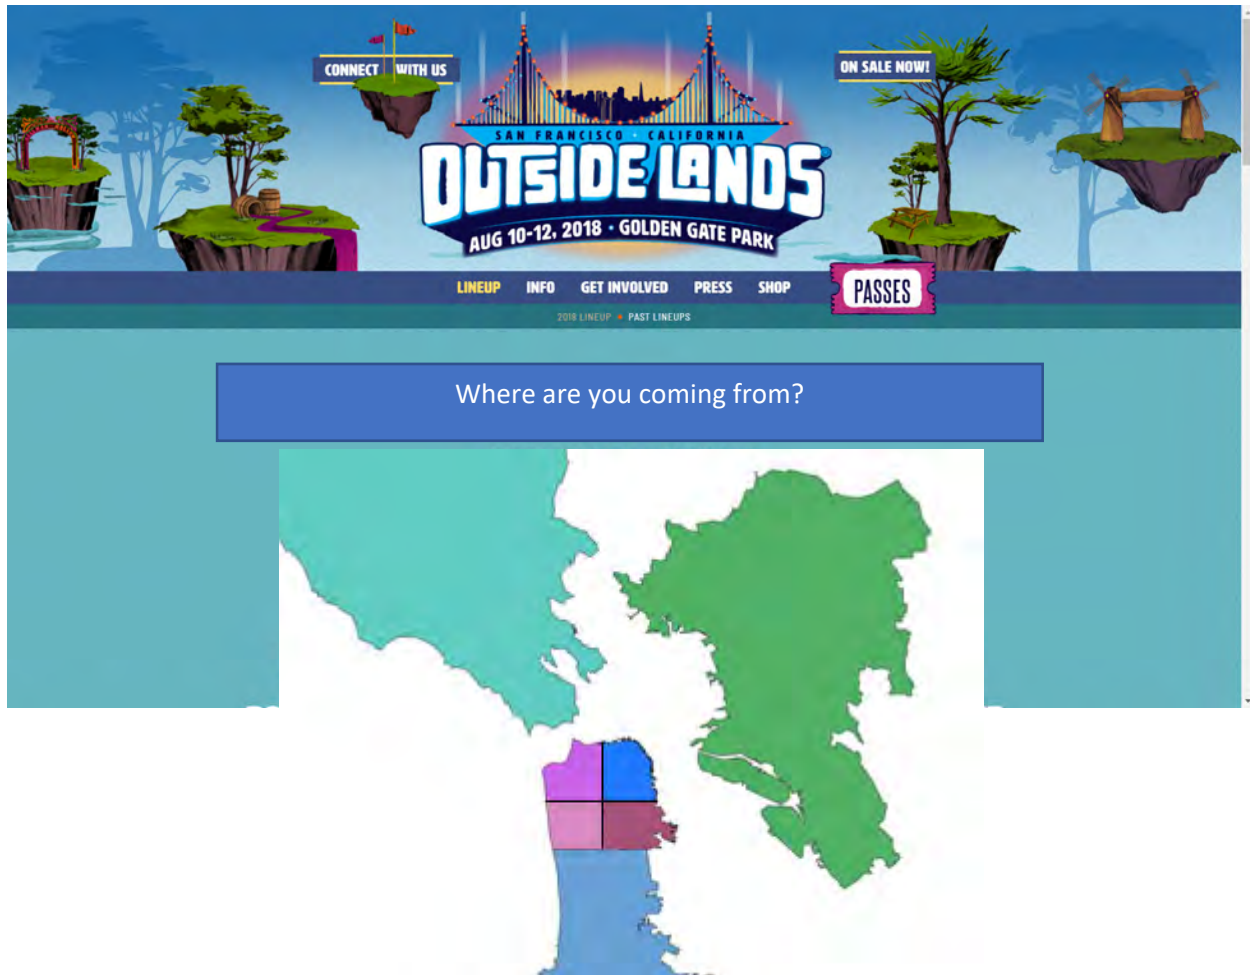 CONNECT WITH US
ON SALE NOW!
SAN FRANCISCO · CALIFORNIA
OUTSIDE LANDS
AUG 10-12, 2018 · GOLDEN GATE PARK
LINEUP INFO GET INVOLVED PRESS SHOP PASSES
2018 LINEUP • PAST LINEUPS
Where are you coming from?